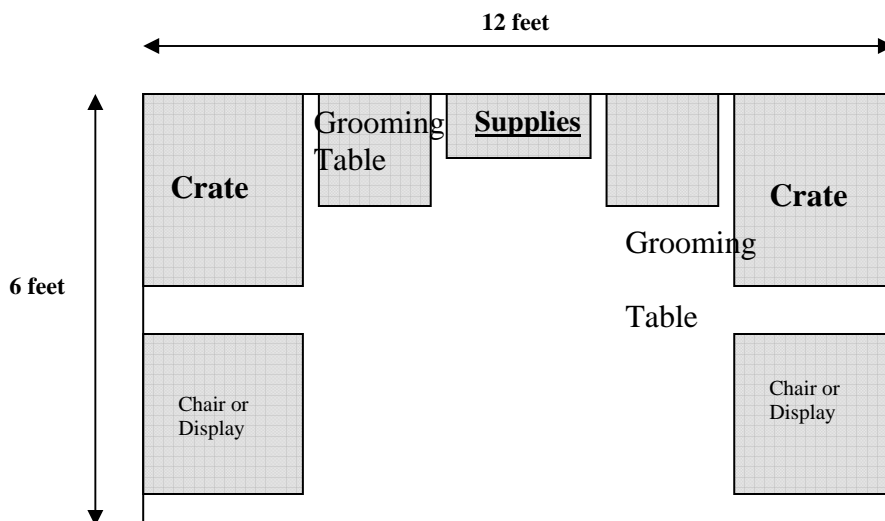 12 feet
Grooming
Table
Supplies
Crate
Crate
Grooming
6 feet
Table
Chair or
Display
Chair or
Display